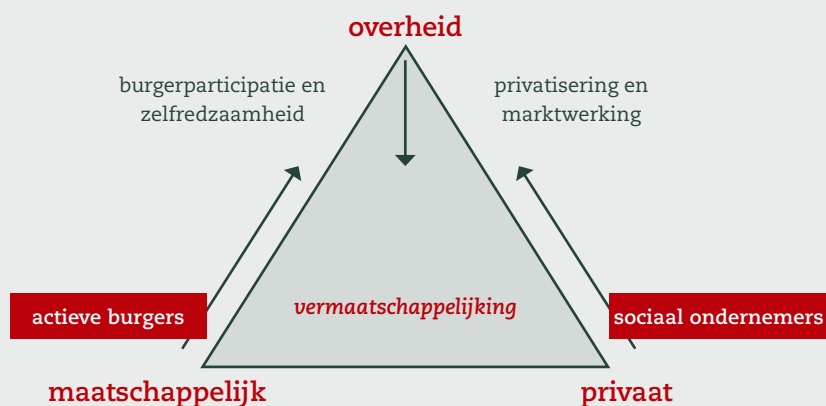 overheid
burgerparticipatie en
zelfredzaamheid
privatisering en
marktwerking
vermaatschappelijking
actieve burgers
sociaal ondernemers
maatschappelijk
privaat